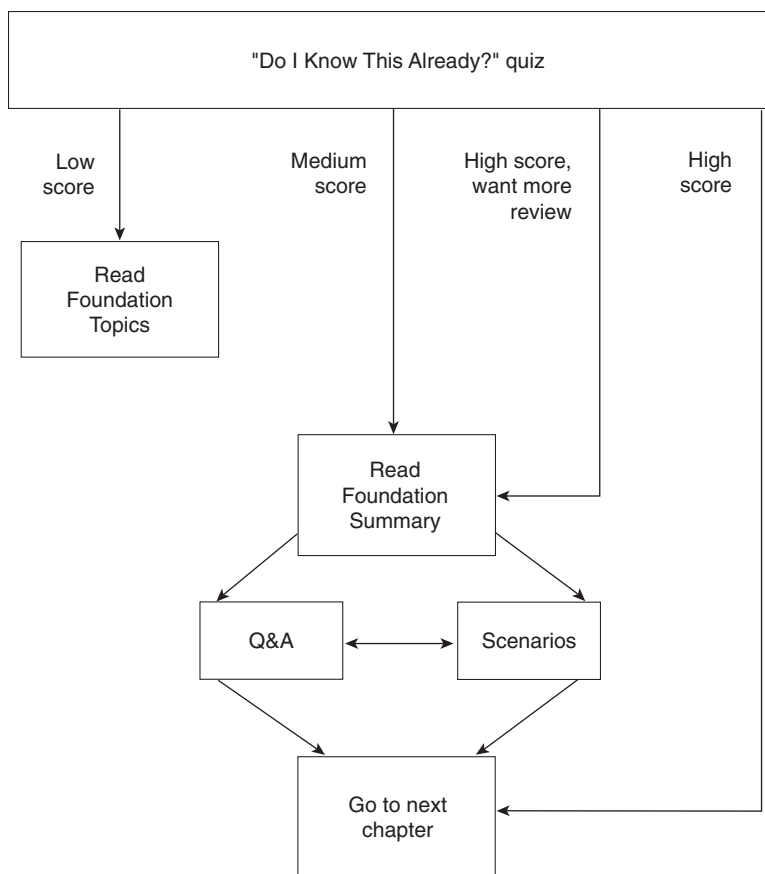 "Do I Know This Already?" quiz
Low
score
Medium
score
High score,
want more
review
High
score
Read
Foundation
Topics
Read
Foundation
Summary
Q&A
Scenarios
Go to next
chapter